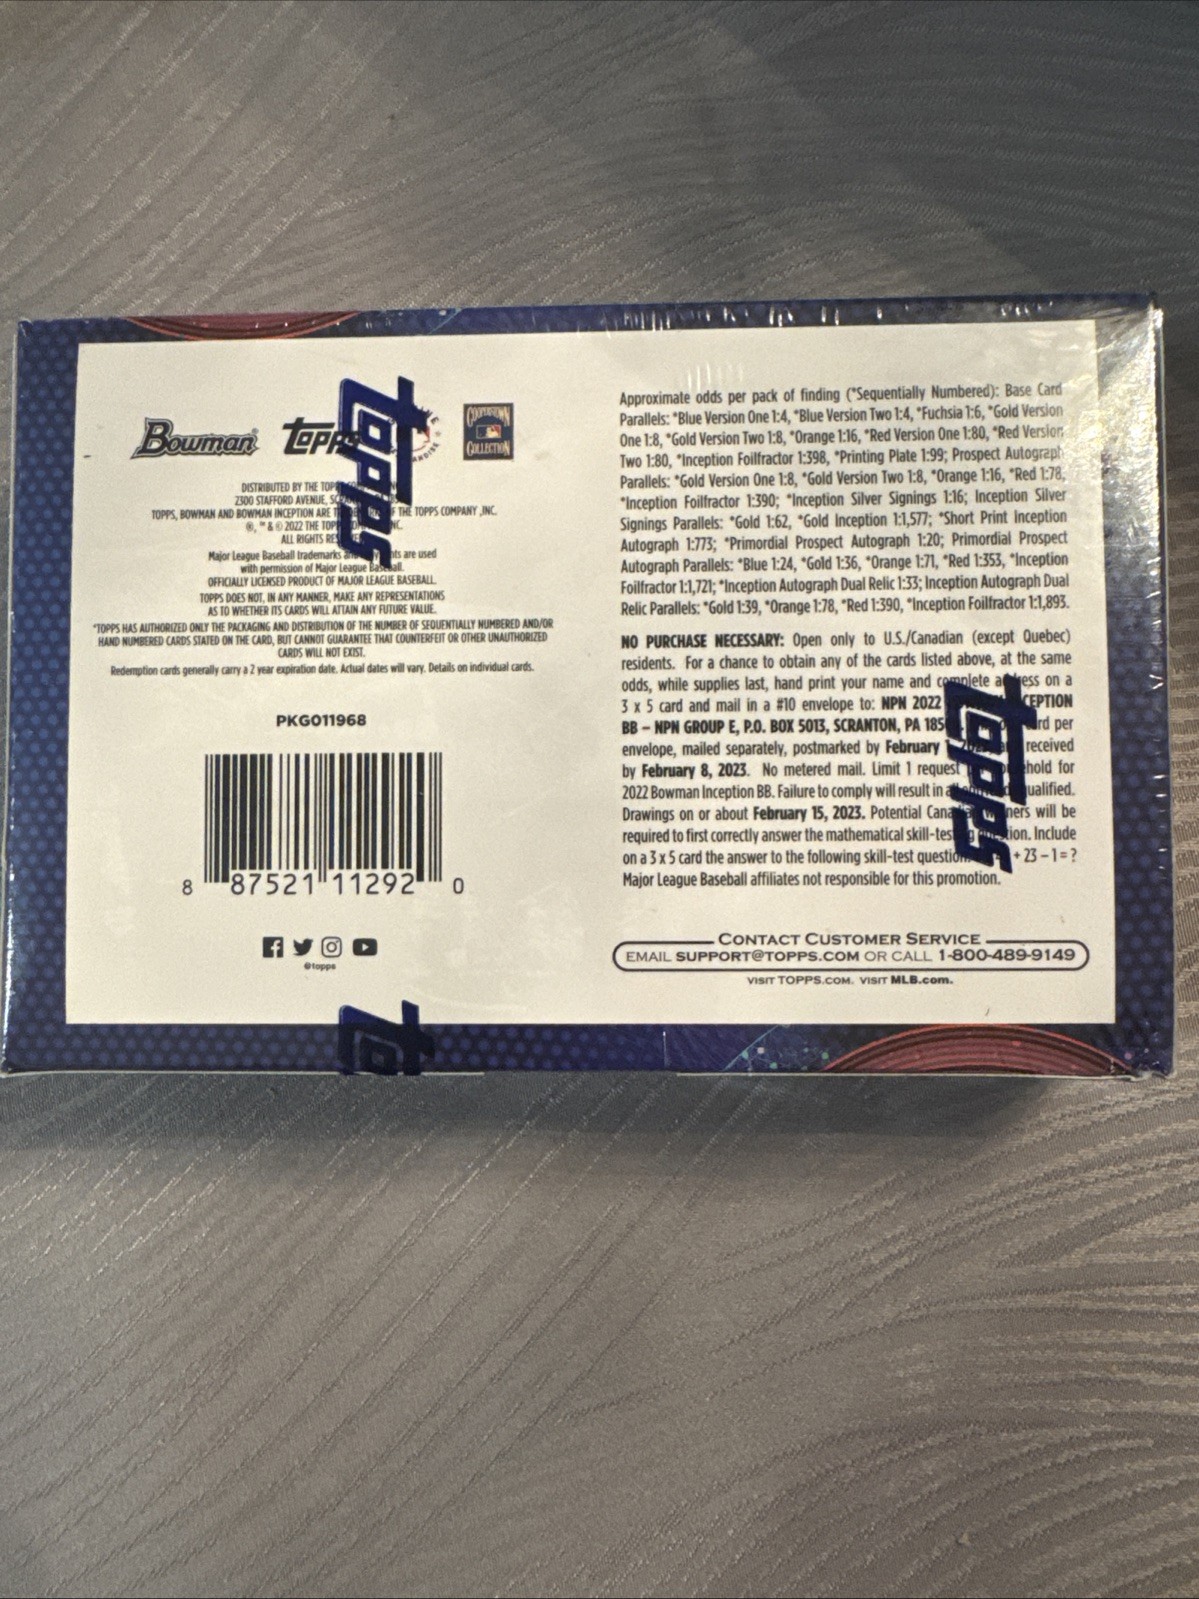 Bowman
Topps
COOPERSTOWN
COLLECTION
Topps
DISTRIBUTED BY THE
2300 STAFFORD AVENUE,
TOPPS, BOWMAN AND BOWMAN INCEPTION ARE OF THE TOPPS COMPANY ,INC.
®, ™ & © 2022 THE INC.
ALL RIGHTS
Major League Baseball trademarks and are used
with permission of Major League Baseball.
OFFICIALLY LICENSED PRODUCT OF MAJOR LEAGUE BASEBALL.
TOPPS DOES NOT, IN ANY MANNER, MAKE ANY REPRESENTATIONS
AS TO WHETHER ITS CARDS WILL ATTAIN ANY FUTURE VALUE.
*TOPPS HAS AUTHORIZED ONLY THE PACKAGING AND DISTRIBUTION OF THE NUMBER OF SEQUENTIALLY NUMBERED AND/OR
HAND NUMBERED CARDS STATED ON THE CARD, BUT CANNOT GUARANTEE THAT COUNTERFEIT OR OTHER UNAUTHORIZED
CARDS WILL NOT EXIST.
Redemption cards generally carry a 2 year expiration date. Actual dates will vary. Details on individual cards.
PKG011968
8 87521 11292 0
@topps
Topps
Approximate odds per pack of finding (*Sequentially Numbered): Base Card
Parallels: *Blue Version One 1:4, *Blue Version Two 1:4, *Fuchsia 1:6, *Gold Version
One 1:8, *Gold Version Two 1:8, *Orange 1:16, *Red Version One 1:80, *Red Version
Two 1:80, *Inception Foilfractor 1:398, *Printing Plate 1:99; Prospect Autograph
Parallels: *Gold Version One 1:8, *Gold Version Two 1:8, *Orange 1:16, *Red 1:78,
*Inception Foilfractor 1:390; *Inception Silver Signings 1:16; Inception Silver
Signings Parallels: *Gold 1:62, *Gold Inception 1:1,577; *Short Print Inception
Autograph 1:773; *Primordial Prospect Autograph 1:20; Primordial Prospect
Autograph Parallels: *Blue 1:24, *Gold 1:36, *Orange 1:71, *Red 1:353, *Inception
Foilfractor 1:1,721; *Inception Autograph Dual Relic 1:33; Inception Autograph Dual
Relic Parallels: *Gold 1:39, *Orange 1:78, *Red 1:390, *Inception Foilfractor 1:1,893.
NO PURCHASE NECESSARY: Open only to U.S./Canadian (except Quebec)
residents. For a chance to obtain any of the cards listed above, at the same
odds, while supplies last, hand print your name and complete address on a
3 x 5 card and mail in a #10 envelope to: NPN 2022 INCEPTION
BB – NPN GROUP E, P.O. BOX 5013, SCRANTON, PA card per
envelope, mailed separately, postmarked by February received
by February 8, 2023. No metered mail. Limit 1 request household for
2022 Bowman Inception BB. Failure to comply will result in disqualified.
Drawings on or about February 15, 2023. Potential Canadian winners will be
required to first correctly answer the mathematical skill-testing question. Include
on a 3 x 5 card the answer to the following skill-test question: + 23 – 1 = ?
Major League Baseball affiliates not responsible for this promotion.
Topps
CONTACT CUSTOMER SERVICE
EMAIL SUPPORT@TOPPS.COM OR CALL 1-800-489-9149
VISIT TOPPS.COM. VISIT MLB.com.